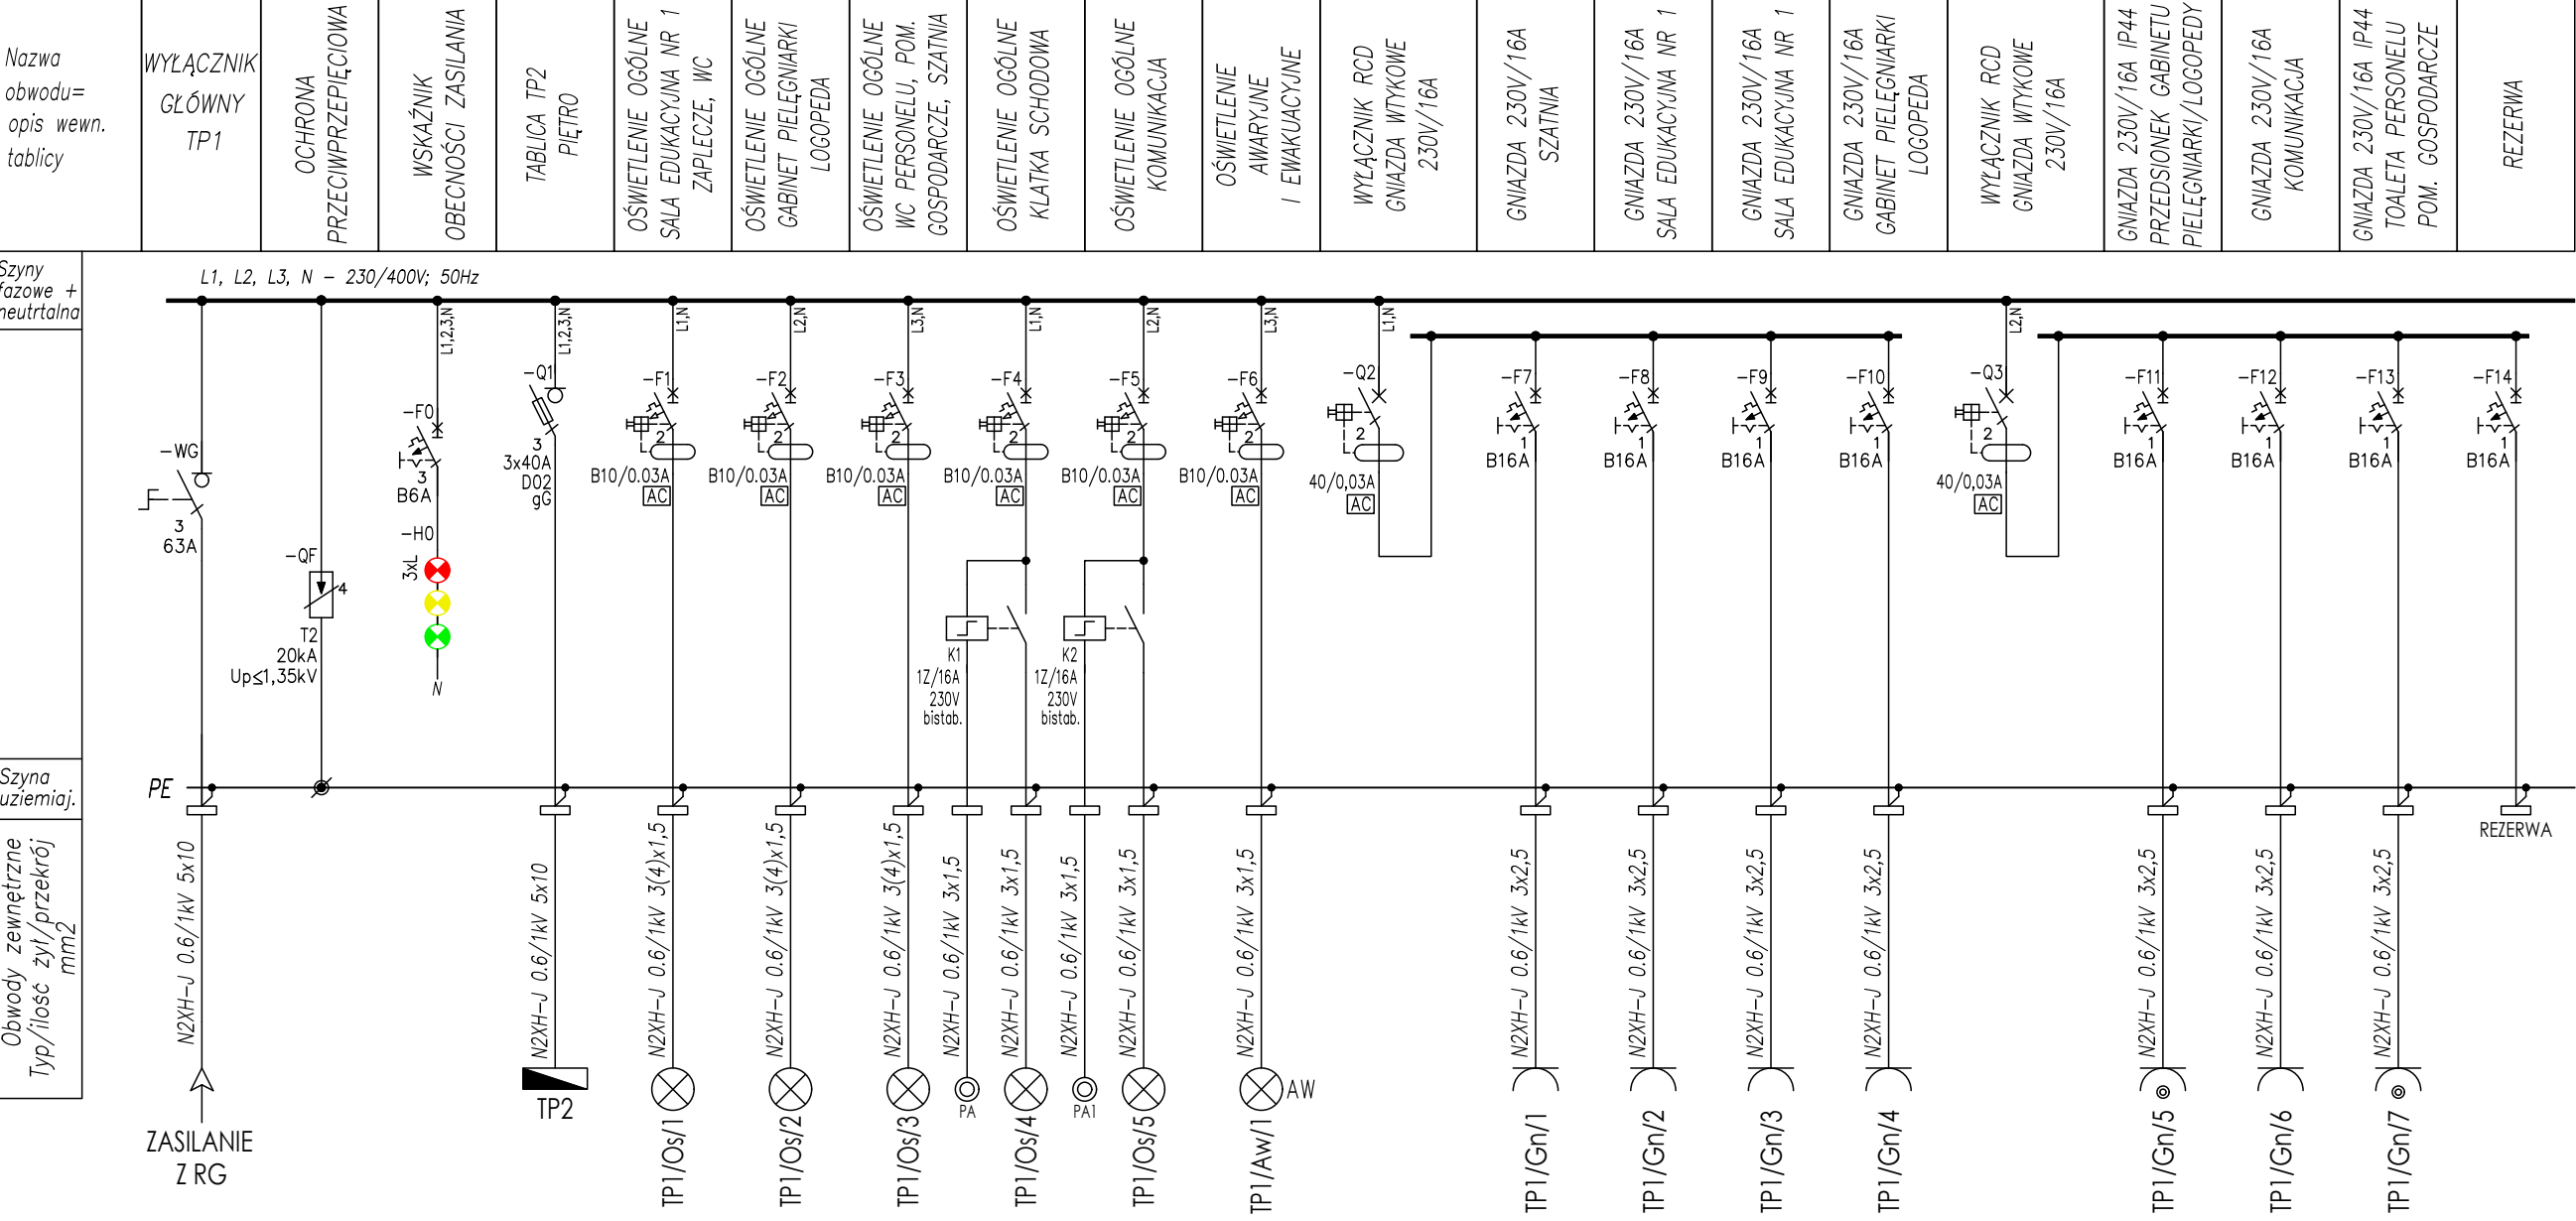 Nazwa
obwodu=
opis wewn.
tablicy
WYŁĄCZNIK
GŁÓWNY
TP1
OCHRONA
PRZECIWPRZEPIĘCIOWA
WSKAŹNIK
OBECNOŚCI ZASILANIA
TABLICA TP2
PIĘTRO
OŚWIETLENIE OGÓLNE
SALA EDUKACYJNA NR 1
ZAPLECZE, WC
OŚWIETLENIE OGÓLNE
GABINET PIELĘGNIARKI
LOGOPEDA
OŚWIETLENIE OGÓLNE
WC PERSONELU, POM.
GOSPODARCZE, SZATNIA
OŚWIETLENIE OGÓLNE
KLATKA SCHODOWA
OŚWIETLENIE OGÓLNE
KOMUNIKACJA
OŚWIETLENIE
AWARYJNE
I EWAKUACYJNE
WYŁĄCZNIK RCD
GNIAZDA WTYKOWE
230V/16A
GNIAZDA 230V/16A
SZATNIA
GNIAZDA 230V/16A
SALA EDUKACYJNA NR 1
GNIAZDA 230V/16A
SALA EDUKACYJNA NR 1
GNIAZDA 230V/16A
GABINET PIELĘGNIARKI
LOGOPEDA
WYŁĄCZNIK RCD
GNIAZDA WTYKOWE
230V/16A
GNIAZDA 230V/16A IP44
PRZEDSIONEK GABINETU
PIELĘGNIARKI/LOGOPEDY
GNIAZDA 230V/16A
KOMUNIKACJA
GNIAZDA 230V/16A IP44
TOALETA PERSONELU
POM. GOSPODARCZE
REZERWA
Szyny
fazowe +
neutrtalna
L1, L2, L3, N – 230/400V; 50Hz
L1,2,3,N
L1,2,3,N
L1,N
L2,N
L3,N
L1,N
L2,N
L3,N
L1,N
L2,N
-WG
3
63A
-QF
4
T2
20kA
Up≤1,35kV
-F0
3
B6A
-H0
3xL
N
-Q1
3
3x40A
D02
gG
-F1
2
B10/0.03A
AC
-F2
2
B10/0.03A
AC
-F3
2
B10/0.03A
AC
-F4
2
B10/0.03A
AC
K1
1Z/16A
230V
bistab.
-F5
2
B10/0.03A
AC
K2
1Z/16A
230V
bistab.
-F6
2
B10/0.03A
AC
-Q2
2
40/0,03A
AC
-F7
1
B16A
-F8
1
B16A
-F9
1
B16A
-F10
1
B16A
-Q3
2
40/0,03A
AC
-F11
1
B16A
-F12
1
B16A
-F13
1
B16A
-F14
1
B16A
Szyna
uziemiaj.
PE
REZERWA
Obwody zewnętrzne
Typ/ilość żył/przekrój
mm2
N2XH-J 0.6/1kV 5x10
N2XH-J 0.6/1kV 5x10
N2XH-J 0.6/1kV 3(4)x1,5
N2XH-J 0.6/1kV 3(4)x1,5
N2XH-J 0.6/1kV 3(4)x1,5
N2XH-J 0.6/1kV 3x1,5
N2XH-J 0.6/1kV 3x1,5
N2XH-J 0.6/1kV 3x1,5
N2XH-J 0.6/1kV 3x1,5
N2XH-J 0.6/1kV 3x1,5
N2XH-J 0.6/1kV 3x2,5
N2XH-J 0.6/1kV 3x2,5
N2XH-J 0.6/1kV 3x2,5
N2XH-J 0.6/1kV 3x2,5
N2XH-J 0.6/1kV 3x2,5
N2XH-J 0.6/1kV 3x2,5
N2XH-J 0.6/1kV 3x2,5
ZASILANIE
Z RG
TP2
TP1/Os/1
TP1/Os/2
TP1/Os/3
PA
TP1/Os/4
PA1
TP1/Os/5
AW
TP1/Aw/1
TP1/Gn/1
TP1/Gn/2
TP1/Gn/3
TP1/Gn/4
TP1/Gn/5
TP1/Gn/6
TP1/Gn/7